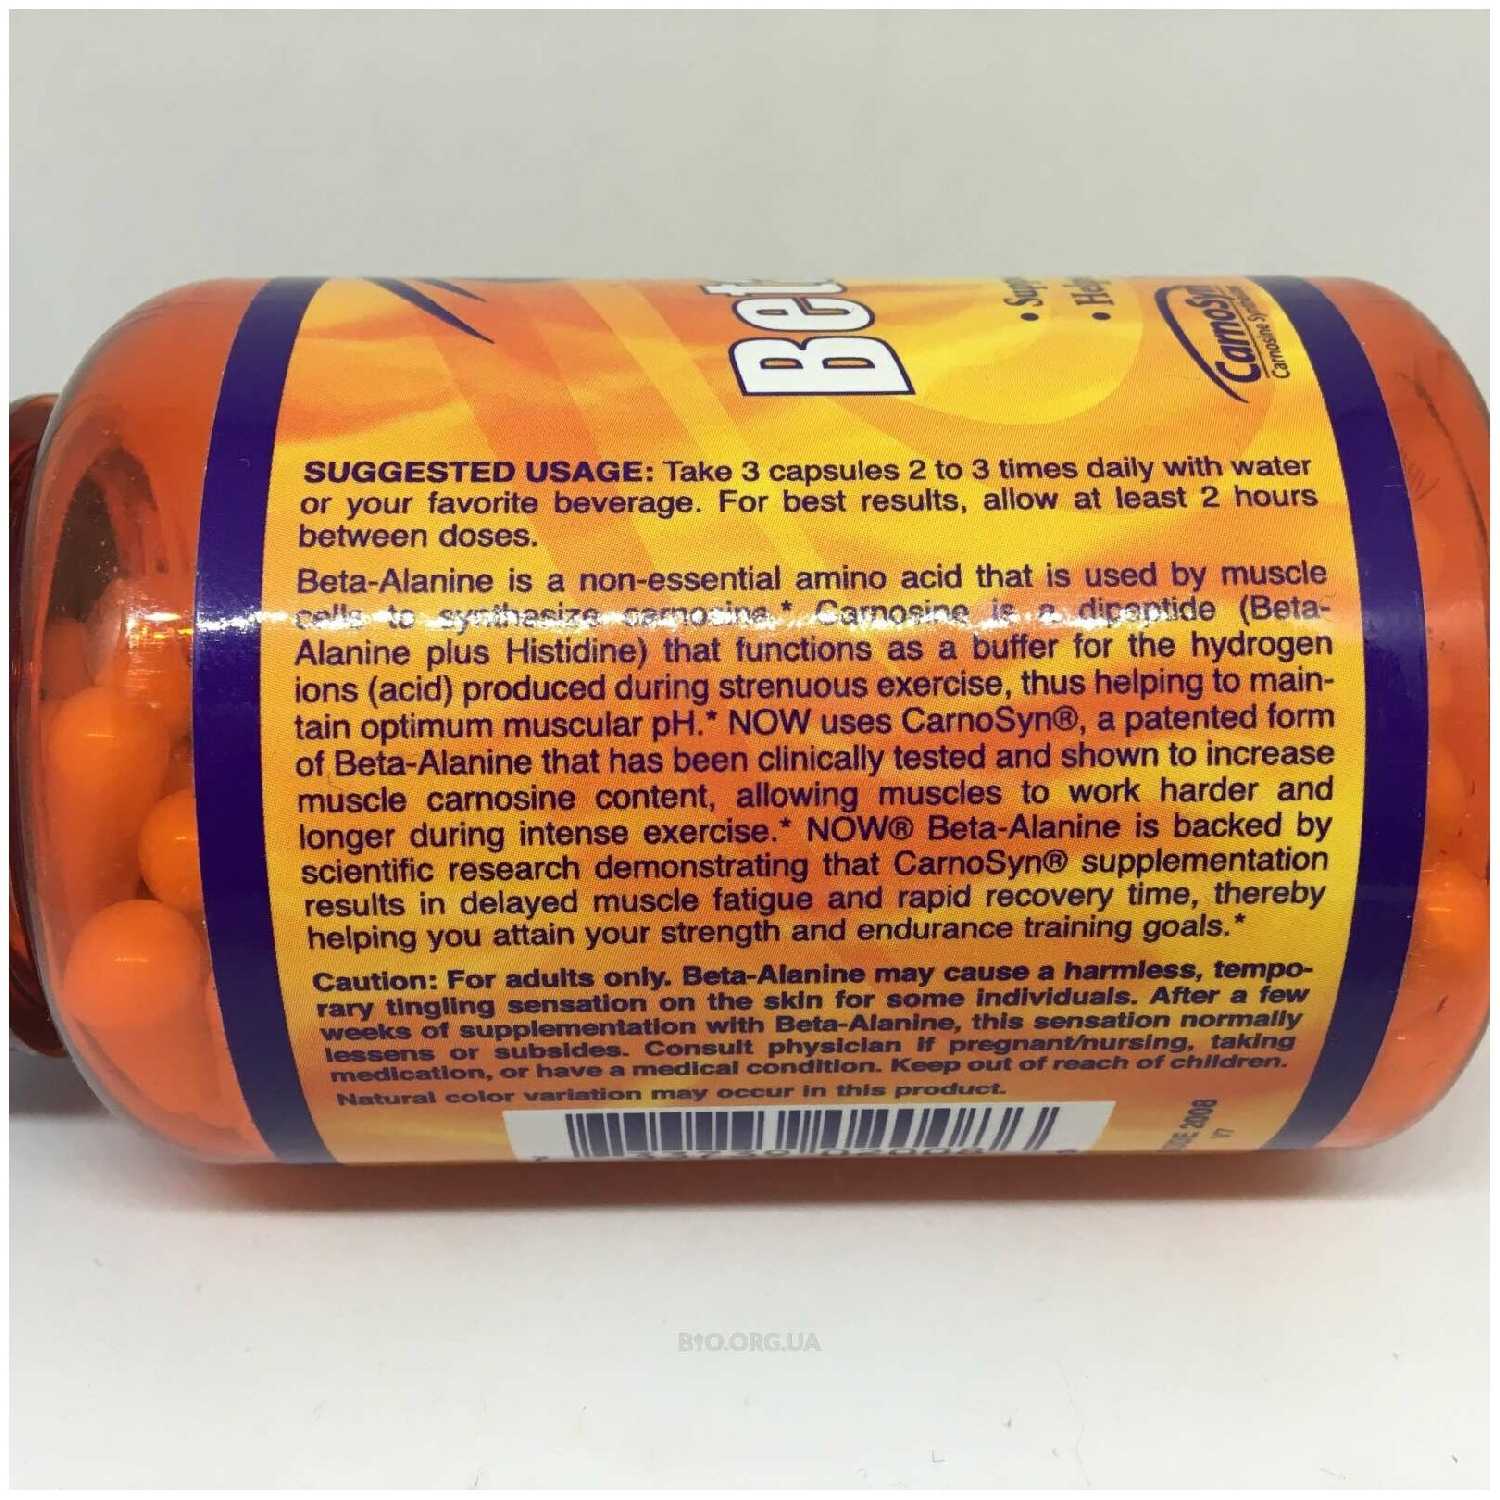 Bet
• Sup
• Help
CarnoSyn
Carnosine Syn
SUGGESTED USAGE: Take 3 capsules 2 to 3 times daily with water
or your favorite beverage. For best results, allow at least 2 hours
between doses.
Beta-Alanine is a non-essential amino acid that is used by muscle
cells to synthesize carnosine.* Carnosine is a dipeptide (Beta-
Alanine plus Histidine) that functions as a buffer for the hydrogen
ions (acid) produced during strenuous exercise, thus helping to main-
tain optimum muscular pH.* NOW uses CarnoSyn®, a patented form
of Beta-Alanine that has been clinically tested and shown to increase
muscle carnosine content, allowing muscles to work harder and
longer during intense exercise.* NOW® Beta-Alanine is backed by
scientific research demonstrating that CarnoSyn® supplementation
results in delayed muscle fatigue and rapid recovery time, thereby
helping you attain your strength and endurance training goals.*
Caution: For adults only. Beta-Alanine may cause a harmless, tempo-
rary tingling sensation on the skin for some individuals. After a few
weeks of supplementation with Beta-Alanine, this sensation normally
lessens or subsides. Consult physician if pregnant/nursing, taking
medication, or have a medical condition. Keep out of reach of children.
Natural color variation may occur in this product.
2008
V7
BIO.ORG.UA